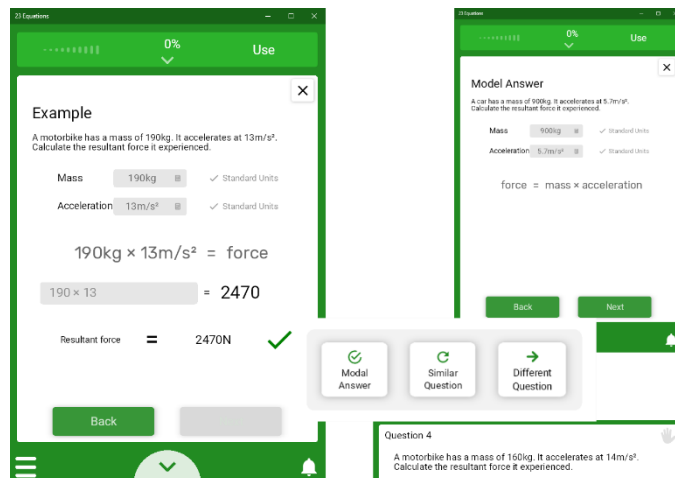 23 Equations
0%
Use
Example
A motorbike has a mass of 190kg. It accelerates at 13m/s².
Calculate the resultant force it experienced.
Mass 190kg Standard Units
Acceleration 13m/s² Standard Units
190kg × 13m/s² = force
190 × 13 = 2470
Resultant force = 2470N
Back
23 Equations
0%
Use
Model Answer
A car has a mass of 900kg. It accelerates at 5.7m/s².
Calculate the resultant force it experienced.
Mass 900kg Standard Units
Acceleration 5.7m/s² Standard Units
force = mass × acceleration
Back Next
Modal
Answer
Similar
Question
Different
Question
Question 4
A motorbike has a mass of 160kg. It accelerates at 14m/s².
Calculate the resultant force it experienced.